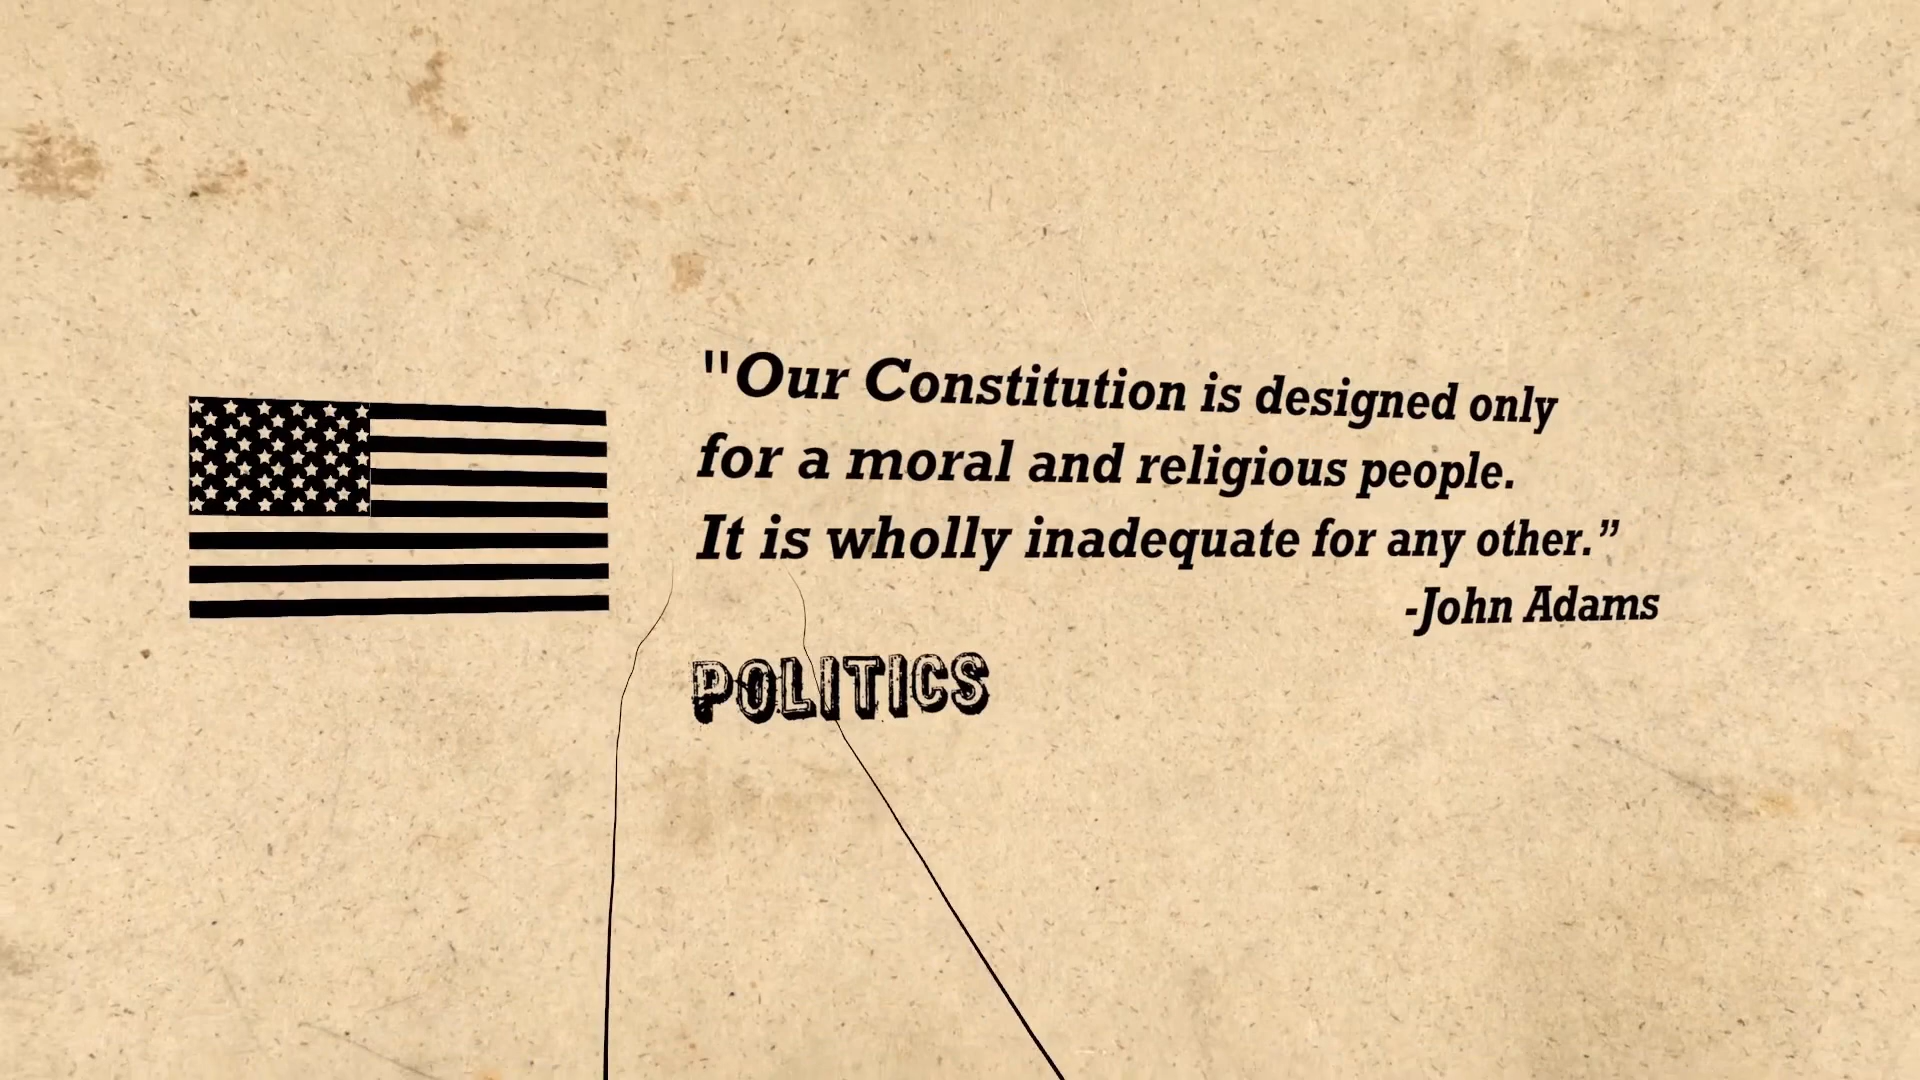 "Our Constitution is designed only
for a moral and religious people.
It is wholly inadequate for any other.”
-John Adams
POLITICS